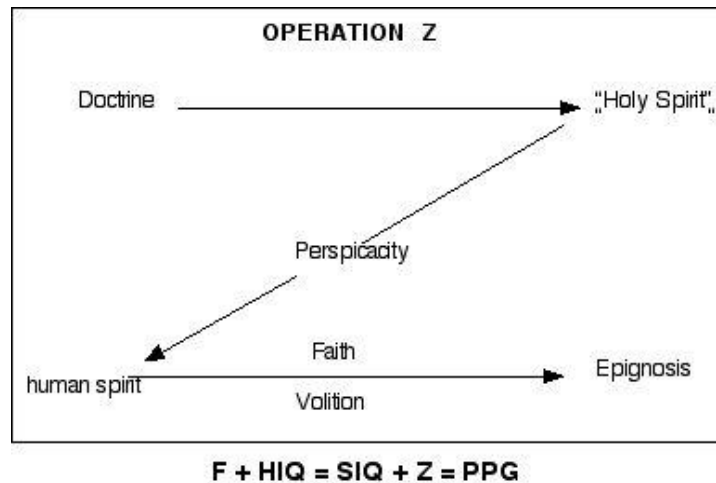 OPERATION Z
Doctrine
"Holy Spirit"
Perspicacity
Faith
human spirit
Epignosis
Volition
F + HIQ = SIQ + Z = PPG